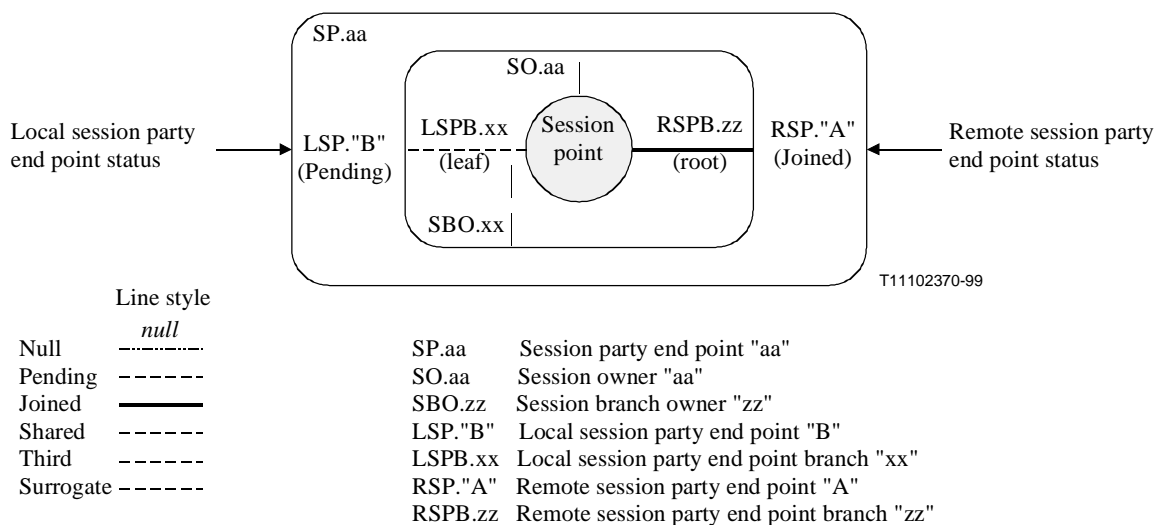 SP.aa
SO.aa
Local session party
end point status
LSP."B"
(Pending)
LSPB.xx
(leaf)
Session
point
RSPB.zz
(root)
RSP."A"
(Joined)
Remote session party
end point status
SBO.xx
T11102370-99
Line style
null
Null
Pending
Joined
Shared
Third
Surrogate
SP.aa Session party end point "aa"
SO.aa Session owner "aa"
SBO.zz Session branch owner "zz"
LSP."B" Local session party end point "B"
LSPB.xx Local session party end point branch "xx"
RSP."A" Remote session party end point "A"
RSPB.zz Remote session party end point branch "zz"